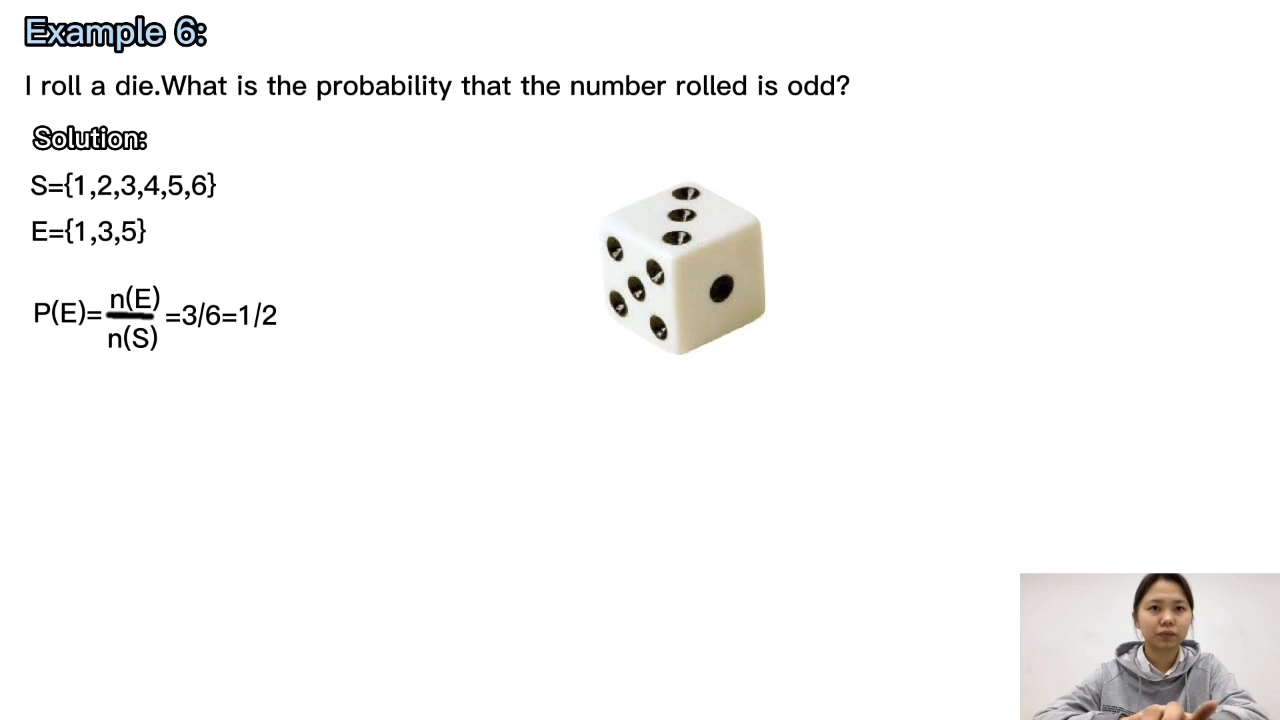 Example 6:
I roll a die.What is the probability that the number rolled is odd?
Solution:
S={1,2,3,4,5,6}
E={1,3,5}
P(E)=n(E)/n(S)=3/6=1/2